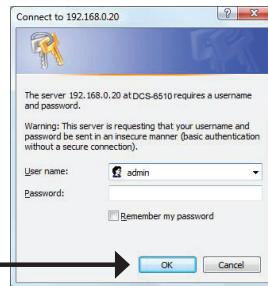 Connect to 192.168.0.20
The server 192.168.0.20 at DCS-6510 requires a username
and password.
Warning: This server is requesting that your username and
password be sent in an insecure manner (basic authentication
without a secure connection).
User name:
admin
Password:
Remember my password
OK
Cancel